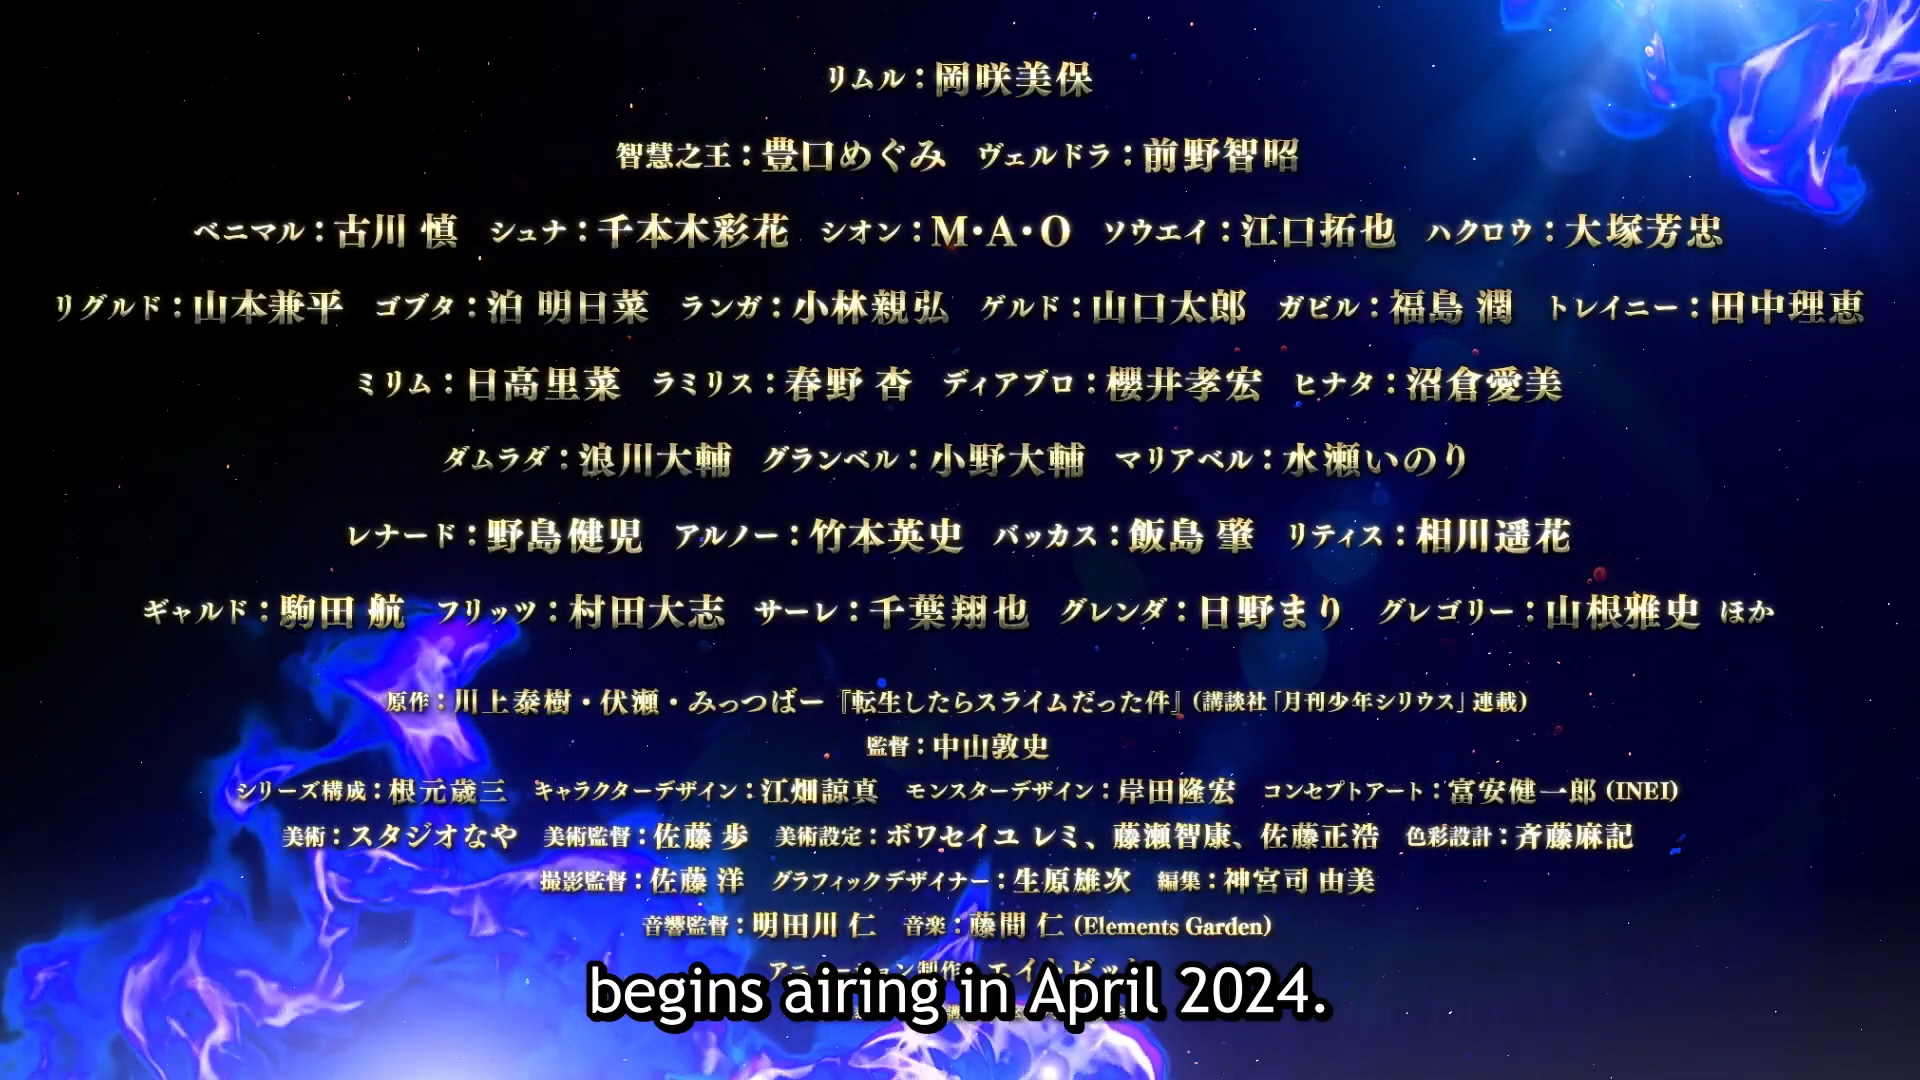 リムル：岡咲美保
智慧之王：豊口めぐみ　ヴェルドラ：前野智昭
ベニマル：古川 慎　シュナ：千本木彩花　シオン：M・A・O　ソウエイ：江口拓也　ハクロウ：大塚芳忠
リグルド：山本兼平　ゴブタ：泊 明日菜　ランガ：小林親弘　ゲルド：山口太郎　ガビル：福島 潤　トレイニー：田中理恵
ミリム：日高里菜　ラミリス：春野 杏　ディアブロ：櫻井孝宏　ヒナタ：沼倉愛美
ダムラダ：浪川大輔　グランベル：小野大輔　マリアベル：水瀬いのり
レナード：野島健児　アルノー：竹本英史　バッカス：飯島 肇　リティス：相川遥花
ギャルド：駒田 航　フリッツ：村田大志　サーレ：千葉翔也　グレンダ：日野まり　グレゴリー：山根雅史 ほか
原作：川上泰樹・伏瀬・みっつばー『転生したらスライムだった件』（講談社「月刊少年シリウス」連載）
監督：中山敦史
シリーズ構成：根元歳三　キャラクターデザイン：江畑諒真　モンスターデザイン：岸田隆宏　コンセプトアート：富安健一郎 (INEI)
美術：スタジオなや　美術監督：佐藤 歩　美術設定：ボワセイユ レミ、藤瀬智康、佐藤正浩　色彩設計：斉藤麻記
撮影監督：佐藤 洋　グラフィックデザイナー：生原雄次　編集：神宮司 由美
音響監督：明田川 仁　音楽：藤間 仁 (Elements Garden)
begins airing in April 2024.